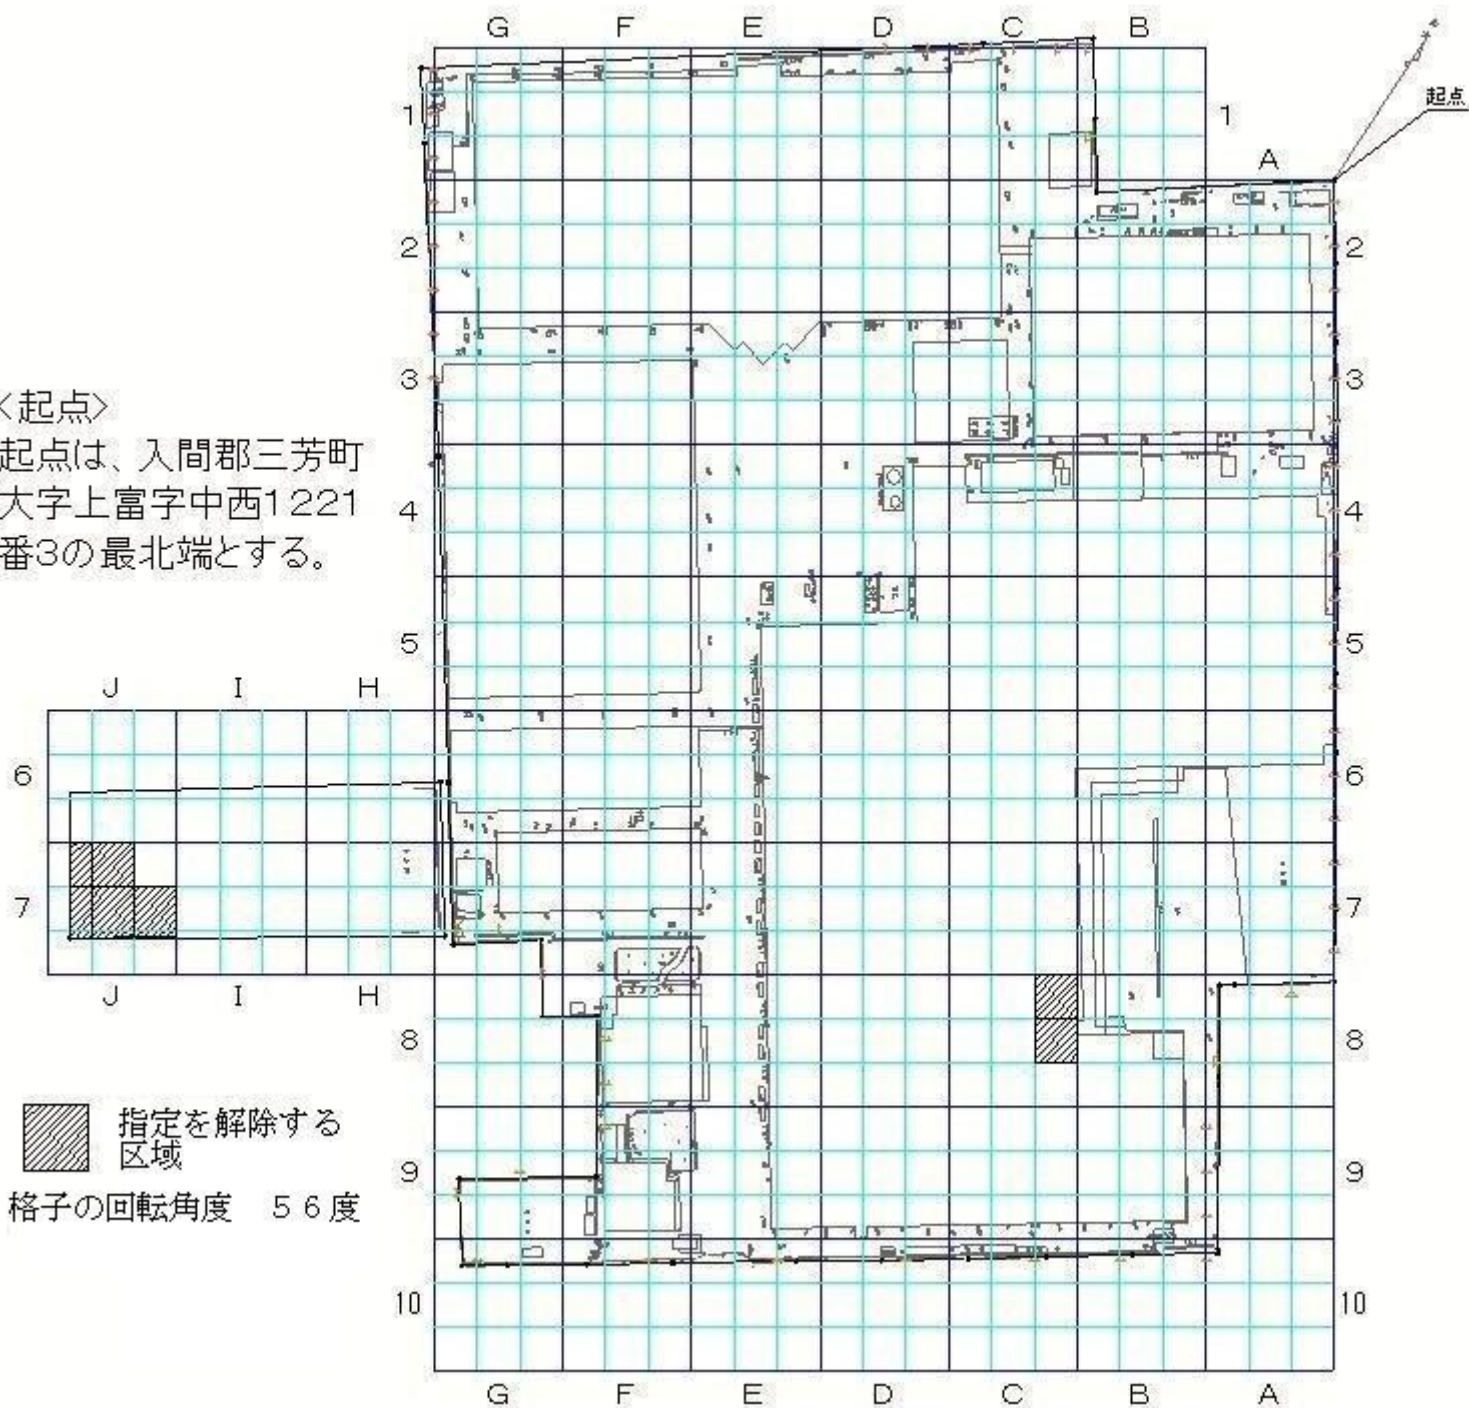 G F E D C B
起点
1 1
A
2 2
3 3
<起点>
起点は、入間郡三芳町
大字上富字中西1221
番3の最北端とする。
4 4
5 5
J I H
6 6
7 7
J I H
8 8
指定を解除する
区域
9 9
格子の回転角度 56度
10 10
G F E D C B A